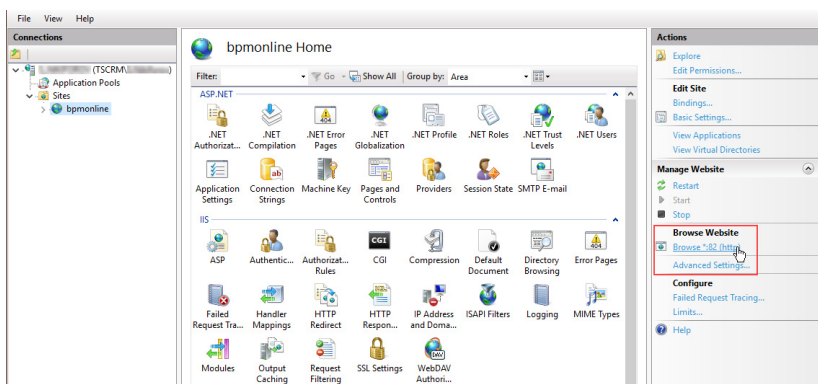 File View Help
Connections
(TSCRM\
Application Pools
Sites
bpmonline
bpmonline Home
Filter: Go Show All Group by: Area
ASP.NET
.NET Authorizat...
.NET Compilation
.NET Error Pages
.NET Globalization
.NET Profile
.NET Roles
.NET Trust Levels
.NET Users
Application Settings
Connection Strings
Machine Key
Pages and Controls
Providers
Session State
SMTP E-mail
IIS
ASP
Authentic...
Authorizat... Rules
CGI
Compression
Default Document
Directory Browsing
Error Pages
Failed Request Tra...
Handler Mappings
HTTP Redirect
HTTP Respon...
IP Address and Doma...
ISAPI Filters
Logging
MIME Types
Modules
Output Caching
Request Filtering
SSL Settings
WebDAV Authori...
Actions
Explore
Edit Permissions...
Edit Site
Bindings...
Basic Settings...
View Applications
View Virtual Directories
Manage Website
Restart
Start
Stop
Browse Website
Browse *:82 (http)
Advanced Settings...
Configure
Failed Request Tracing...
Limits...
Help